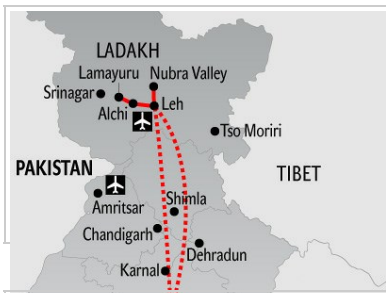 LADAKH
Lamayuru
Nubra Valley
Srinagar
Leh
Alchi
Tso Moriri
PAKISTAN
TIBET
Amritsar
Shimla
Chandigarh
Dehradun
Karnal